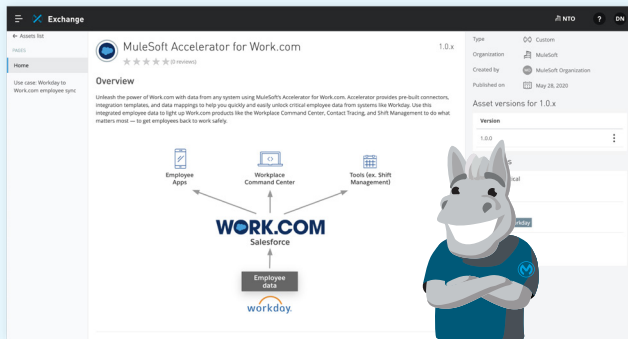 Exchange
NTO
?
DN
← Assets list
PAGES
Home
Use case: Workday to
Work.com employee sync
MuleSoft Accelerator for Work.com
1.0.x
(0 reviews)
Overview
Unleash the power of Work.com with data from any system using MuleSoft's Accelerator for Work.com. Accelerator provides pre-built connectors,
integration templates, and data mappings to help you quickly and easily unlock critical employee data from systems like Workday. Use this
integrated employee data to light up Work.com products like the Workplace Command Center, Contact Tracing, and Shift Management to do what
matters most — to get employees back to work safely.
Employee
Apps
Workplace
Command Center
Tools (ex. Shift
Management)
WORK.COM
Salesforce
Employee
data
workday.
Type
Custom
Organization
MuleSoft
Created by
MuleSoft Organization
Published on
May 28, 2020
Asset versions for 1.0.x
Version
1.0.0